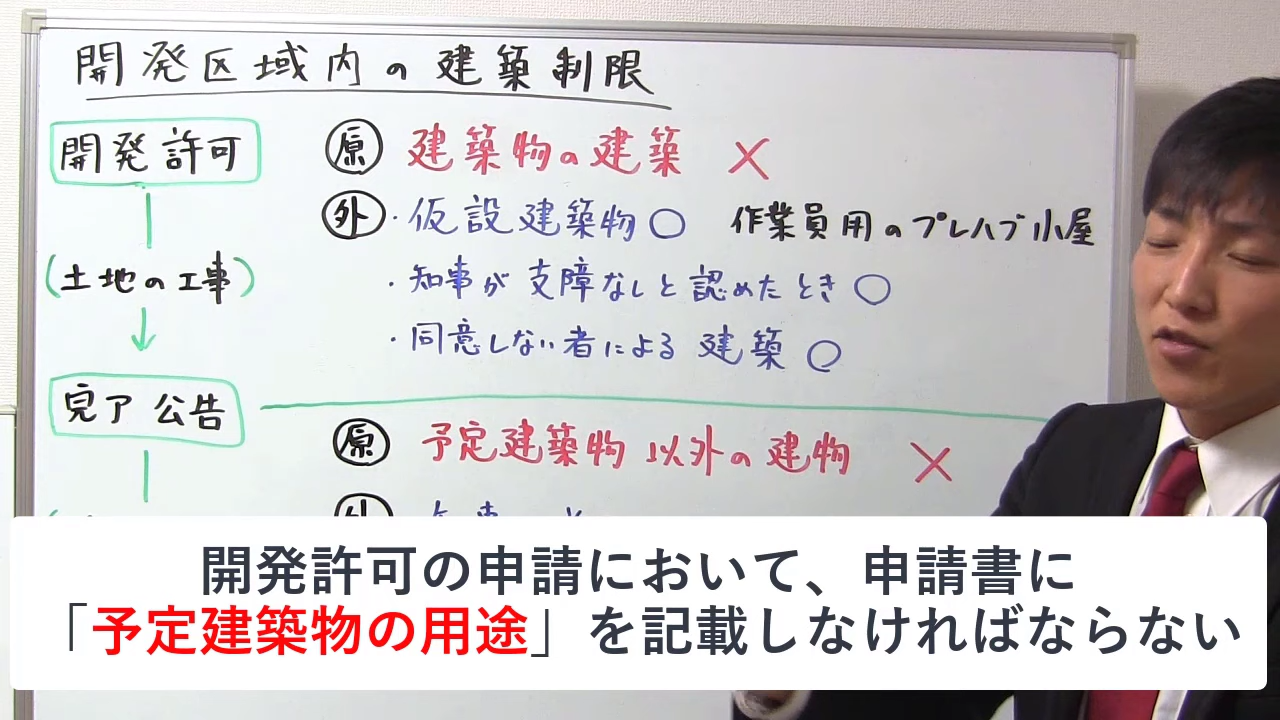 開発区域内の建築制限
開発許可
原 建築物の建築 ×
外 ・仮設建築物○ 作業員用のプレハブ小屋
(土地の工事)
・知事が支障なしと認めたとき○
・同意しない者による建築○
完了公告
原 予定建築物以外の建物 ×
外
開発許可の申請において、申請書に
「予定建築物の用途」を記載しなければならない